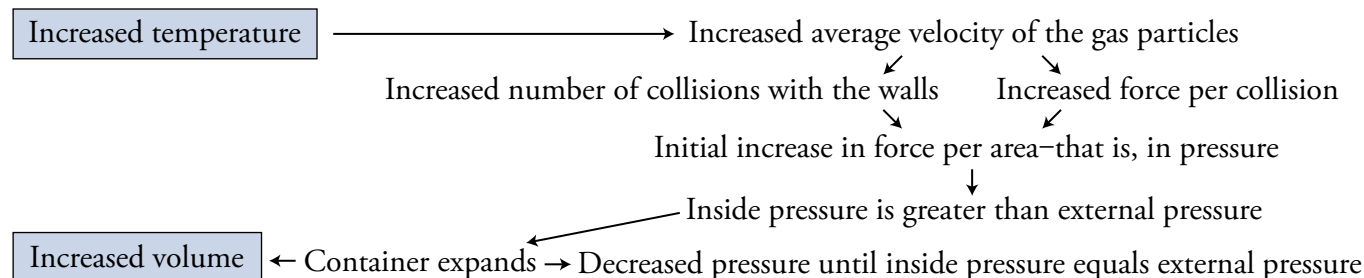 Increased temperature → Increased average velocity of the gas particles
Increased number of collisions with the walls Increased force per collision
Initial increase in force per area–that is, in pressure
Inside pressure is greater than external pressure
Increased volume ← Container expands → Decreased pressure until inside pressure equals external pressure